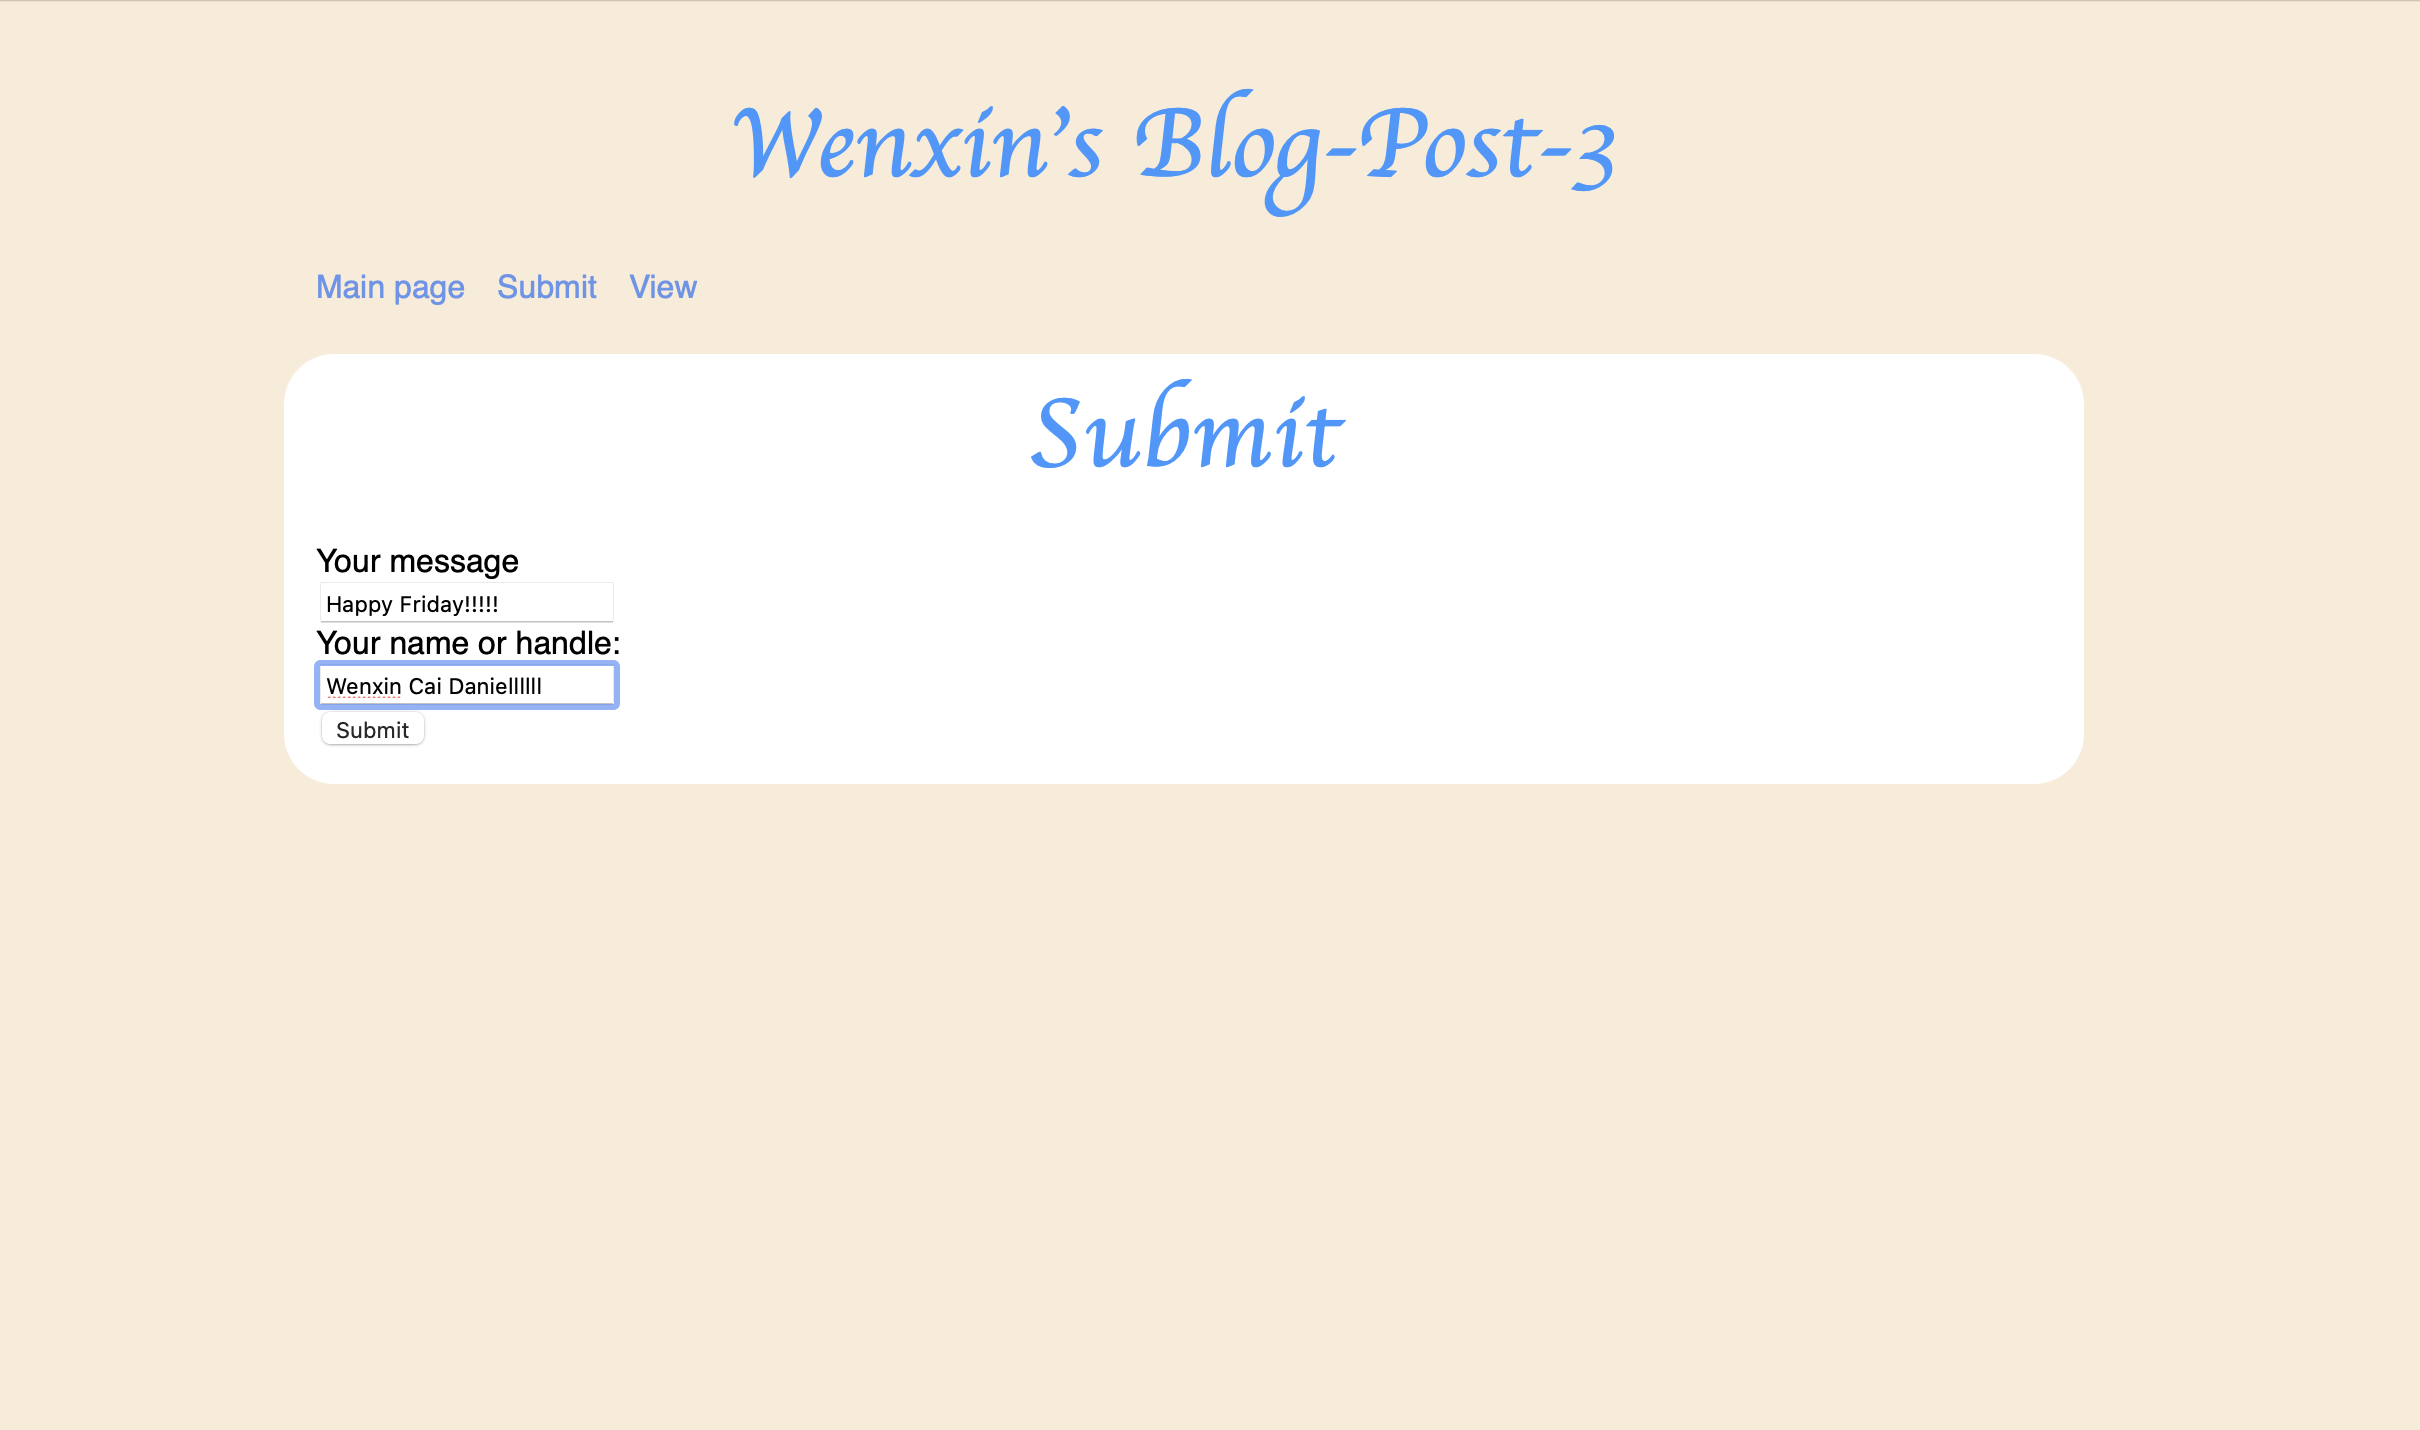 Wenxin's Blog-Post-3
Main page Submit View
Submit
Your message
Happy Friday!!!!!
Your name or handle:
Wenxin Cai Daniellllll
Submit